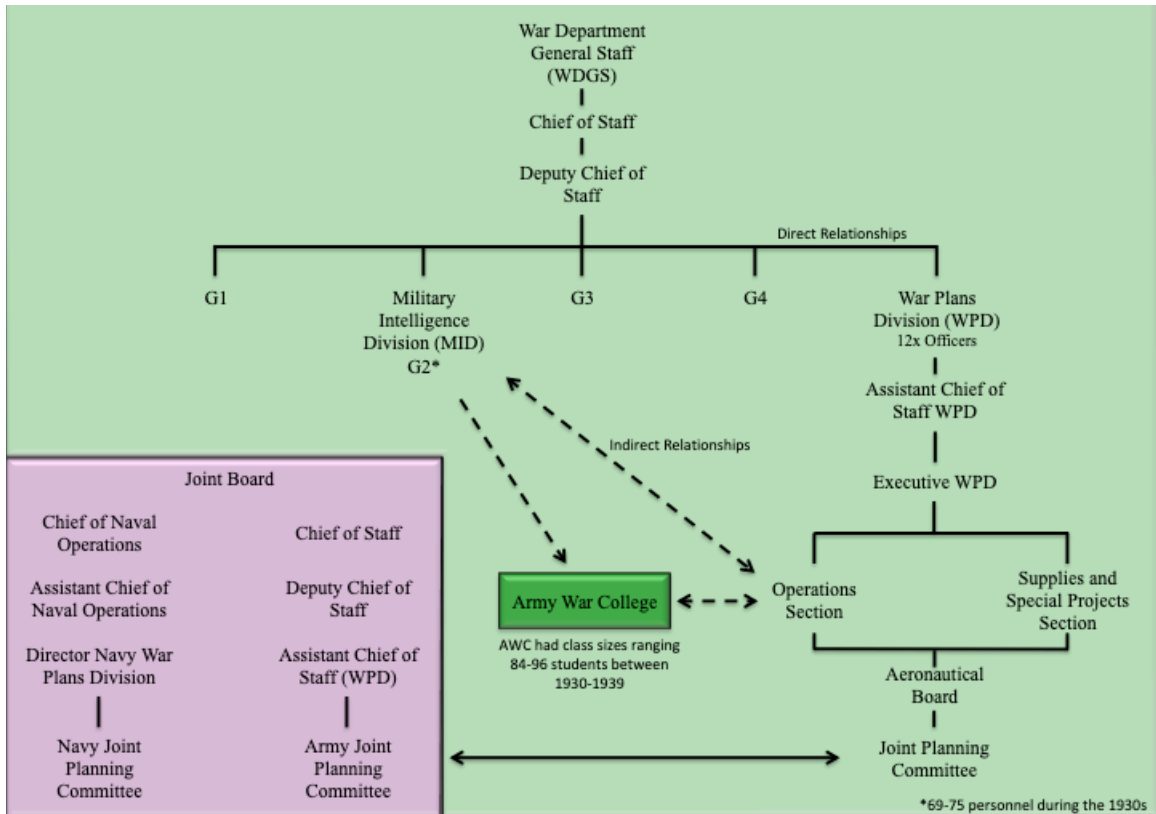 War Department
General Staff
(WDGS)
Chief of Staff
Deputy Chief of
Staff
Direct Relationships
G1
Military
Intelligence
Division (MID)
G2*
G3
G4
War Plans
Division (WPD)
12x Officers
Assistant Chief of
Staff WPD
Indirect Relationships
Executive WPD
Joint Board
Chief of Naval
Operations
Chief of Staff
Assistant Chief of
Naval Operations
Deputy Chief of
Staff
Director Navy War
Plans Division
Assistant Chief of
Staff (WPD)
Navy Joint
Planning
Committee
Army Joint
Planning
Committee
Army War College
AWC had class sizes ranging
84-96 students between
1930-1939
Operations
Section
Supplies and
Special Projects
Section
Aeronautical
Board
Joint Planning
Committee
*69-75 personnel during the 1930s